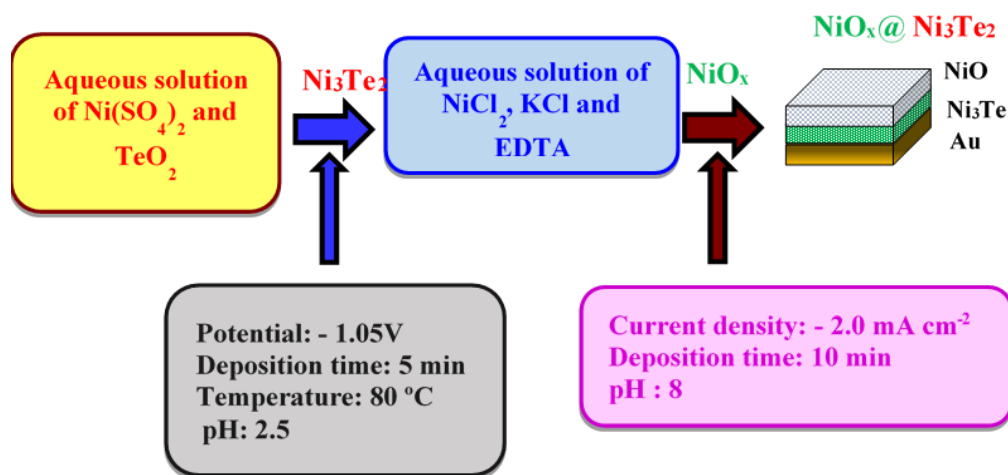 Aqueous solution
of Ni(SO₄)₂ and
TeO₂
Ni₃Te₂
Aqueous solution of
NiCl₂, KCl and
EDTA
NiOₓ
NiOₓ@ Ni₃Te₂
NiO
Ni₃Te
Au
Potential: - 1.05V
Deposition time: 5 min
Temperature: 80 ºC
pH: 2.5
Current density: - 2.0 mA cm⁻²
Deposition time: 10 min
pH : 8